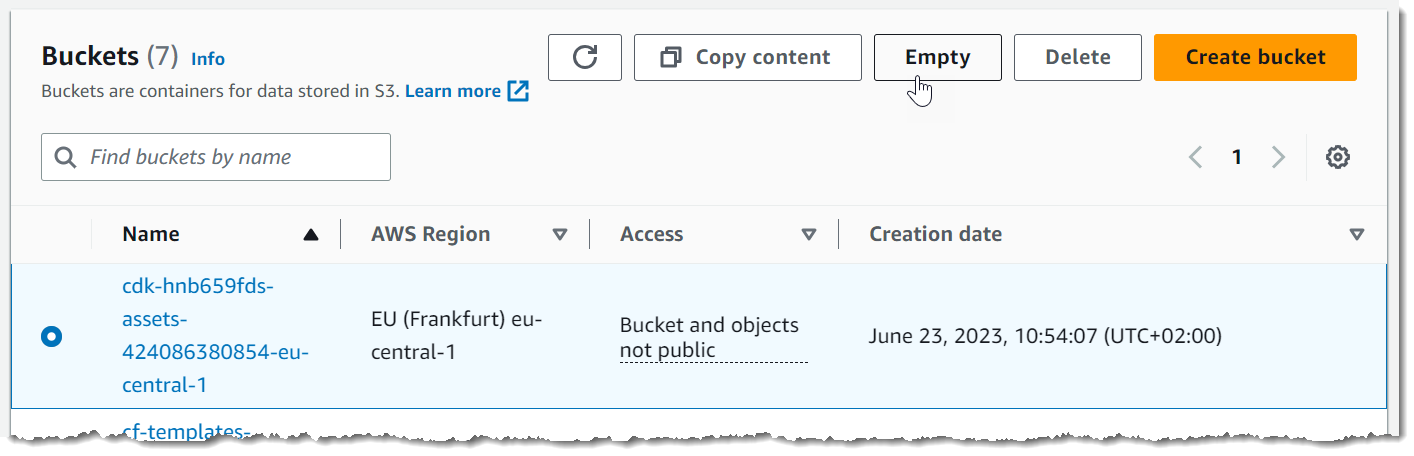 Buckets (7) Info
Copy content
Empty
Delete
Create bucket
Buckets are containers for data stored in S3. Learn more
Find buckets by name
1
Name
AWS Region
Access
Creation date
cdk-hnb659fds-
assets-
424086380854-eu-
central-1
EU (Frankfurt) eu-
central-1
Bucket and objects
not public
June 23, 2023, 10:54:07 (UTC+02:00)
cf-templates-